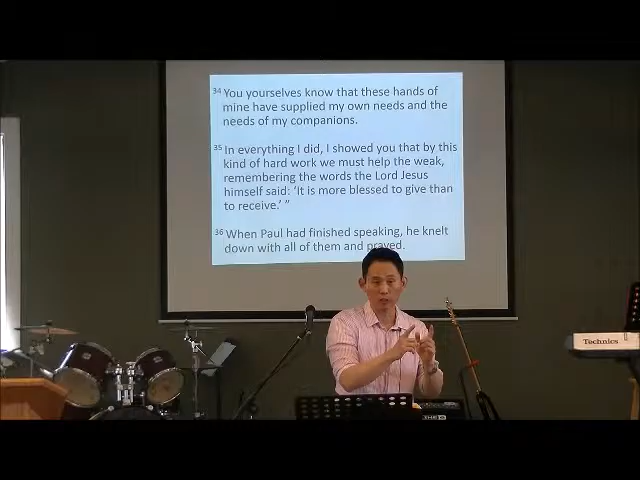 34 You yourselves know that these hands of
mine have supplied my own needs and the
needs of my companions.
35 In everything I did, I showed you that by this
kind of hard work we must help the weak,
remembering the words the Lord Jesus
himself said: ‘It is more blessed to give than
to receive.’ ”
36 When Paul had finished speaking, he knelt
down with all of them and prayed.
Technics